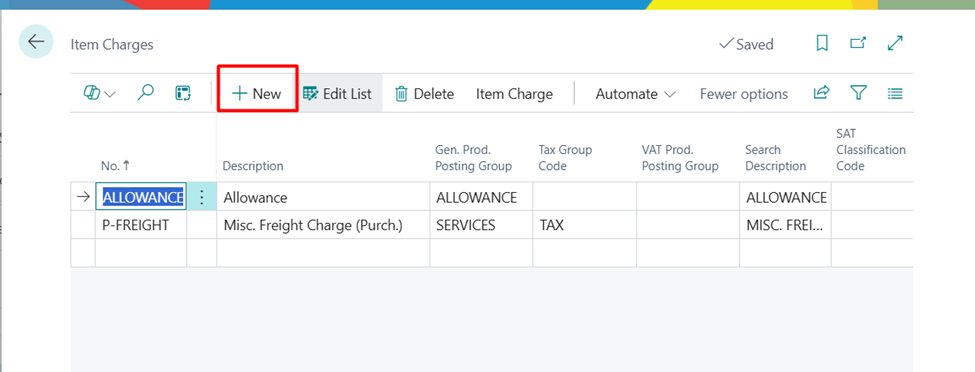 Item Charges
Saved
New
Edit List
Delete
Item Charge
Automate
Fewer options
No.↑
Description
Gen. Prod.
Posting Group
Tax Group
Code
VAT Prod.
Posting Group
Search
Description
SAT
Classification
Code
ALLOWANCE
Allowance
ALLOWANCE
ALLOWANCE
P-FREIGHT
Misc. Freight Charge (Purch.)
SERVICES
TAX
MISC. FREI...